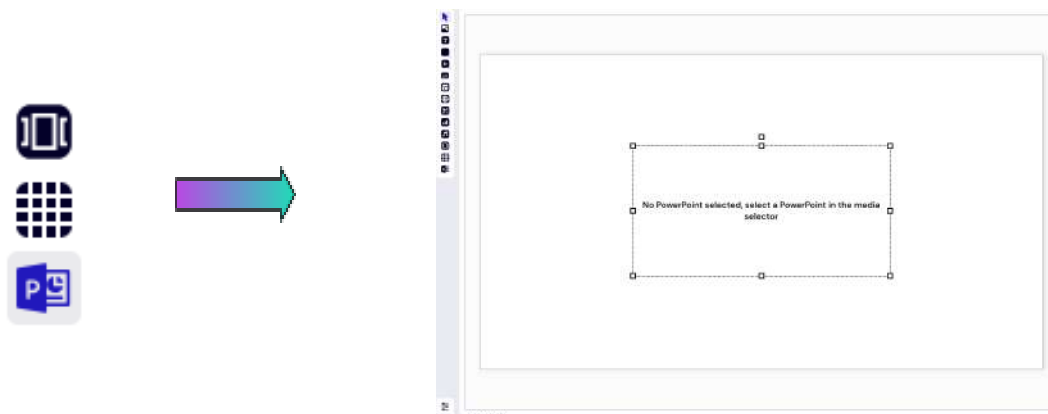 P
No PowerPoint selected, select a PowerPoint in the media
selector